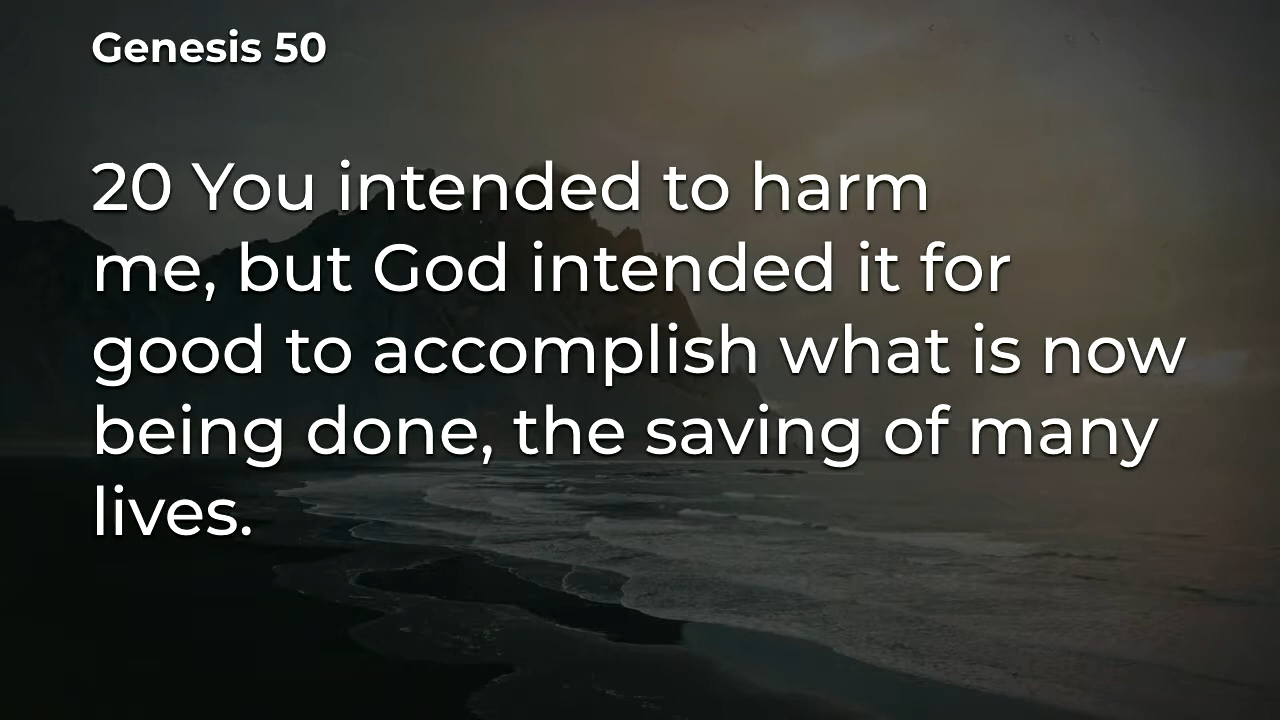 Genesis 50
20 You intended to harm
me, but God intended it for
good to accomplish what is now
being done, the saving of many
lives.